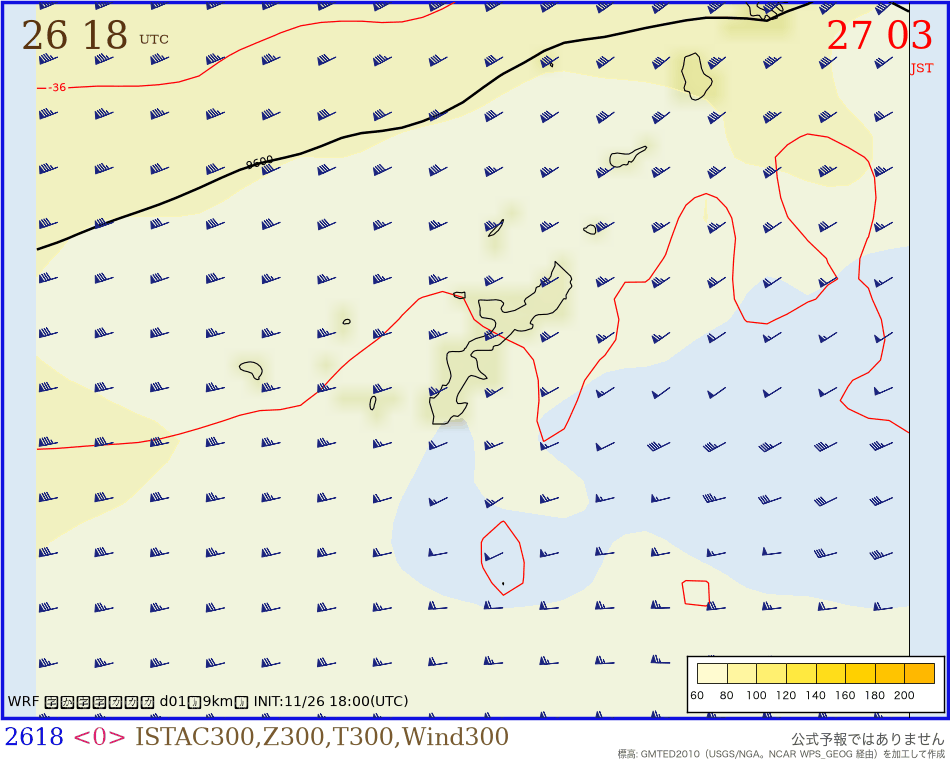 26 18 UTC
27 03
JST
-36
9600
WRF d01 9km INIT:11/26 18:00(UTC)
60 80 100 120 140 160 180 200
2618 <0> ISTAC300,Z300,T300,Wind300
公式予報ではありません
標高: GMTED2010（USGS/NGA。NCAR WPS_GEOG 経由）を加工して作成